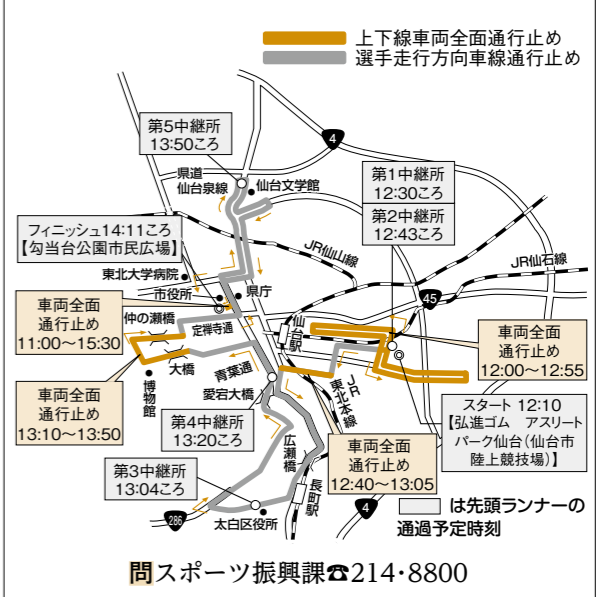 上下線車両全面通行止め
選手走行方向車線通行止め
第5中継所
13:50ころ
4
県道
仙台泉線
仙台文学館
第1中継所
12:30ころ
第2中継所
12:43ころ
フィニッシュ14:11ころ
【勾当台公園市民広場】
JR仙山線
JR仙石線
東北大学病院
市役所
県庁
45
車両全面
通行止め
11:00〜15:30
仲の瀬橋
定禅寺通
仙台駅
車両全面
通行止め
12:00〜12:55
大橋
青葉通
車両全面
通行止め
13:10〜13:50
博物館
愛宕大橋
JR
東北本線
スタート 12:10
【弘進ゴム アスリート
パーク仙台(仙台市
陸上競技場)】
第4中継所
13:20ころ
広瀬橋
車両全面
通行止め
12:40〜13:05
第3中継所
13:04ころ
長町駅
286
太白区役所
4
は先頭ランナーの
通過予定時刻
問スポーツ振興課☎214・8800